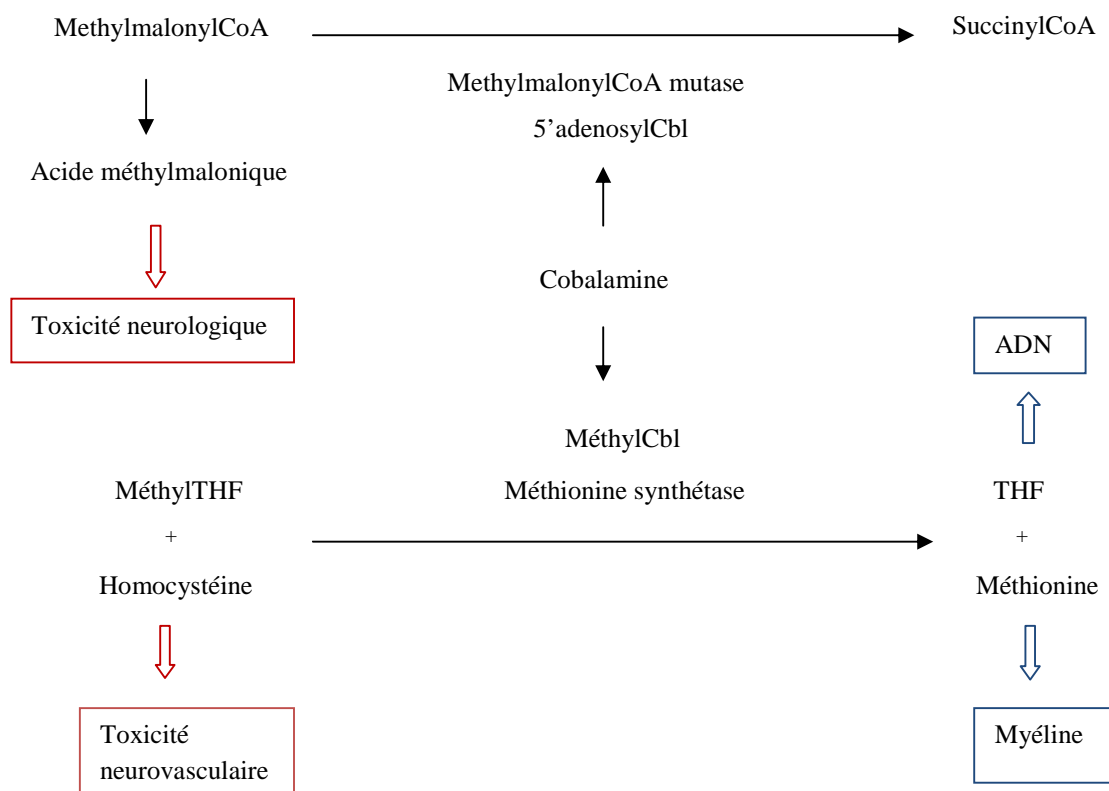 MethylmalonylCoA
SuccinylCoA
MethylmalonylCoA mutase
5’adenosylCbl
Acide méthylmalonique
Cobalamine
Toxicité neurologique
ADN
MéthylCbl
MéthylTHF
Méthionine synthétase
THF
+
+
Homocystéine
Méthionine
Toxicité
neurovasculaire
Myéline